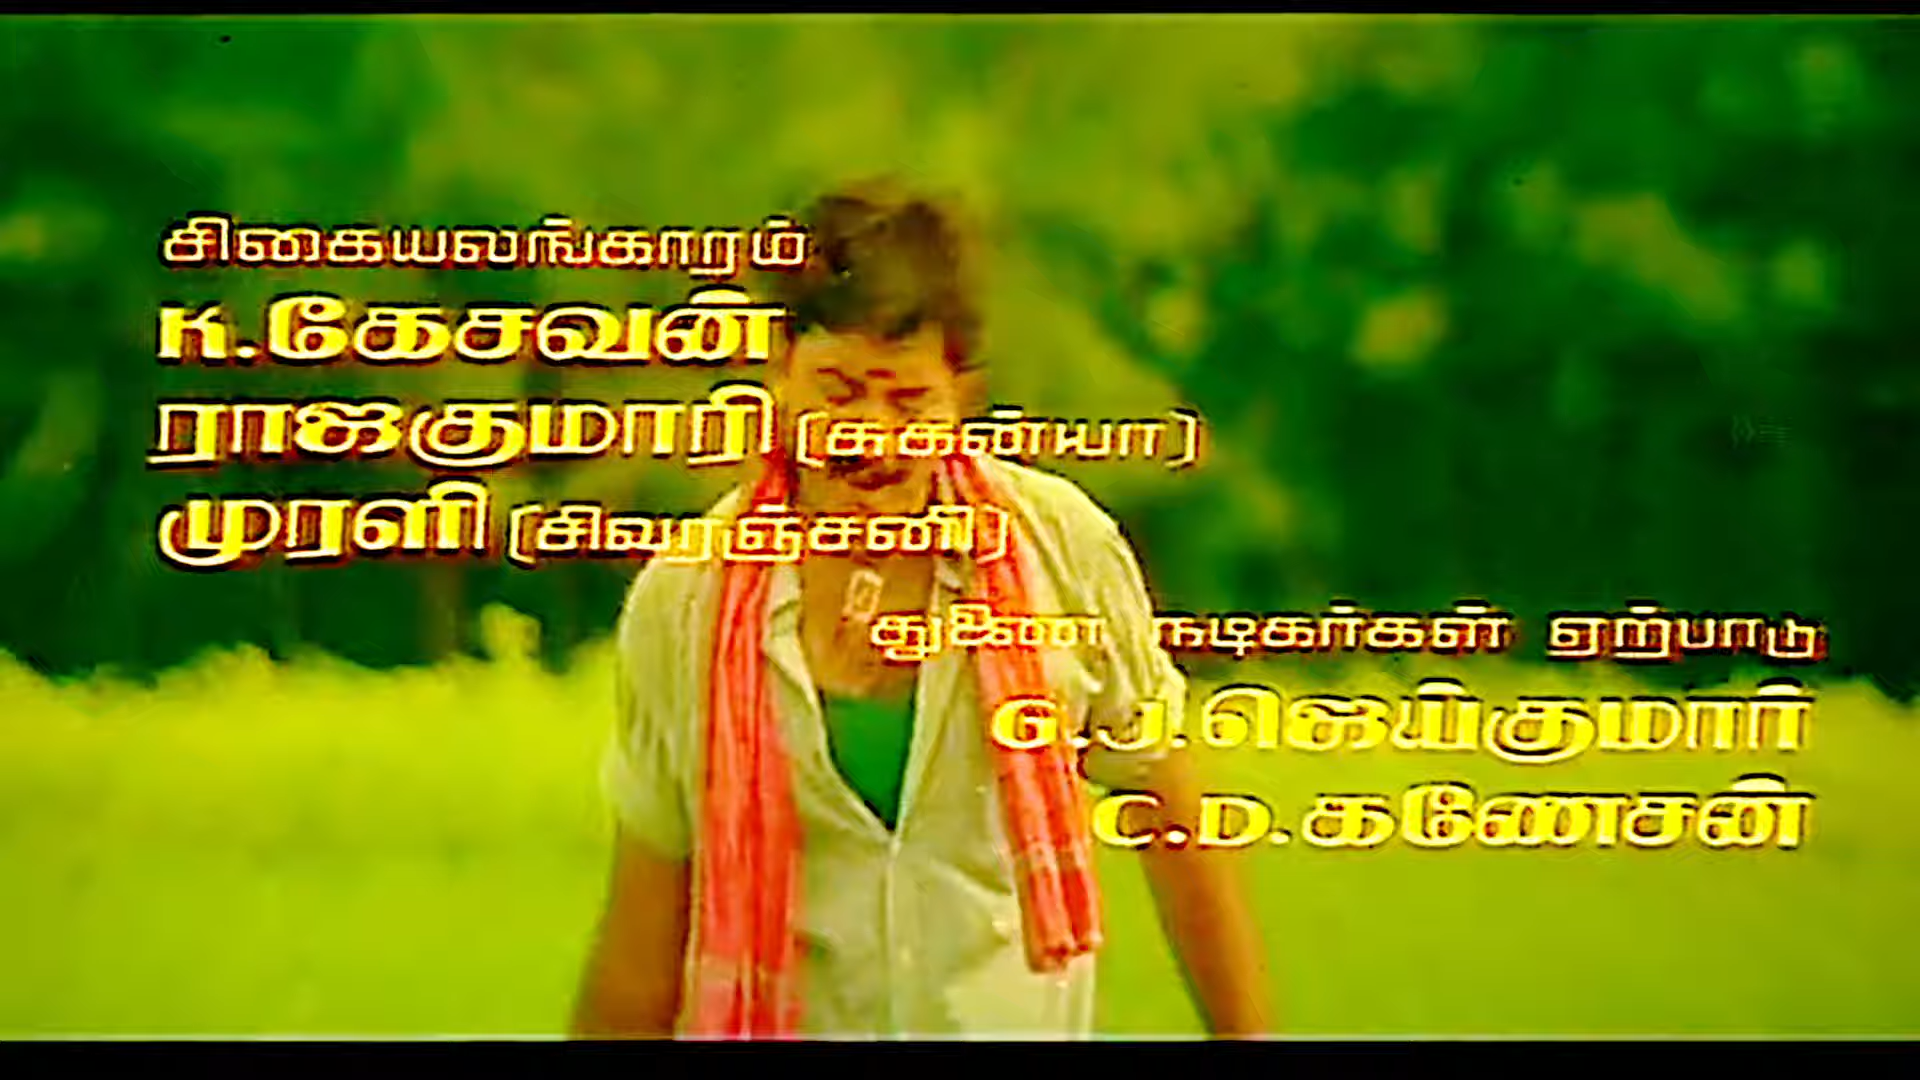 சிகையலங்காரம்
K.கேசவன்
ராஜகுமாரி (சுகன்யா)
முரளி (சிவரஞ்சனி)
துணை நடிகர்கள் ஏற்பாடு
G.J.ஜெய்குமார்
C.D.கணேசன்